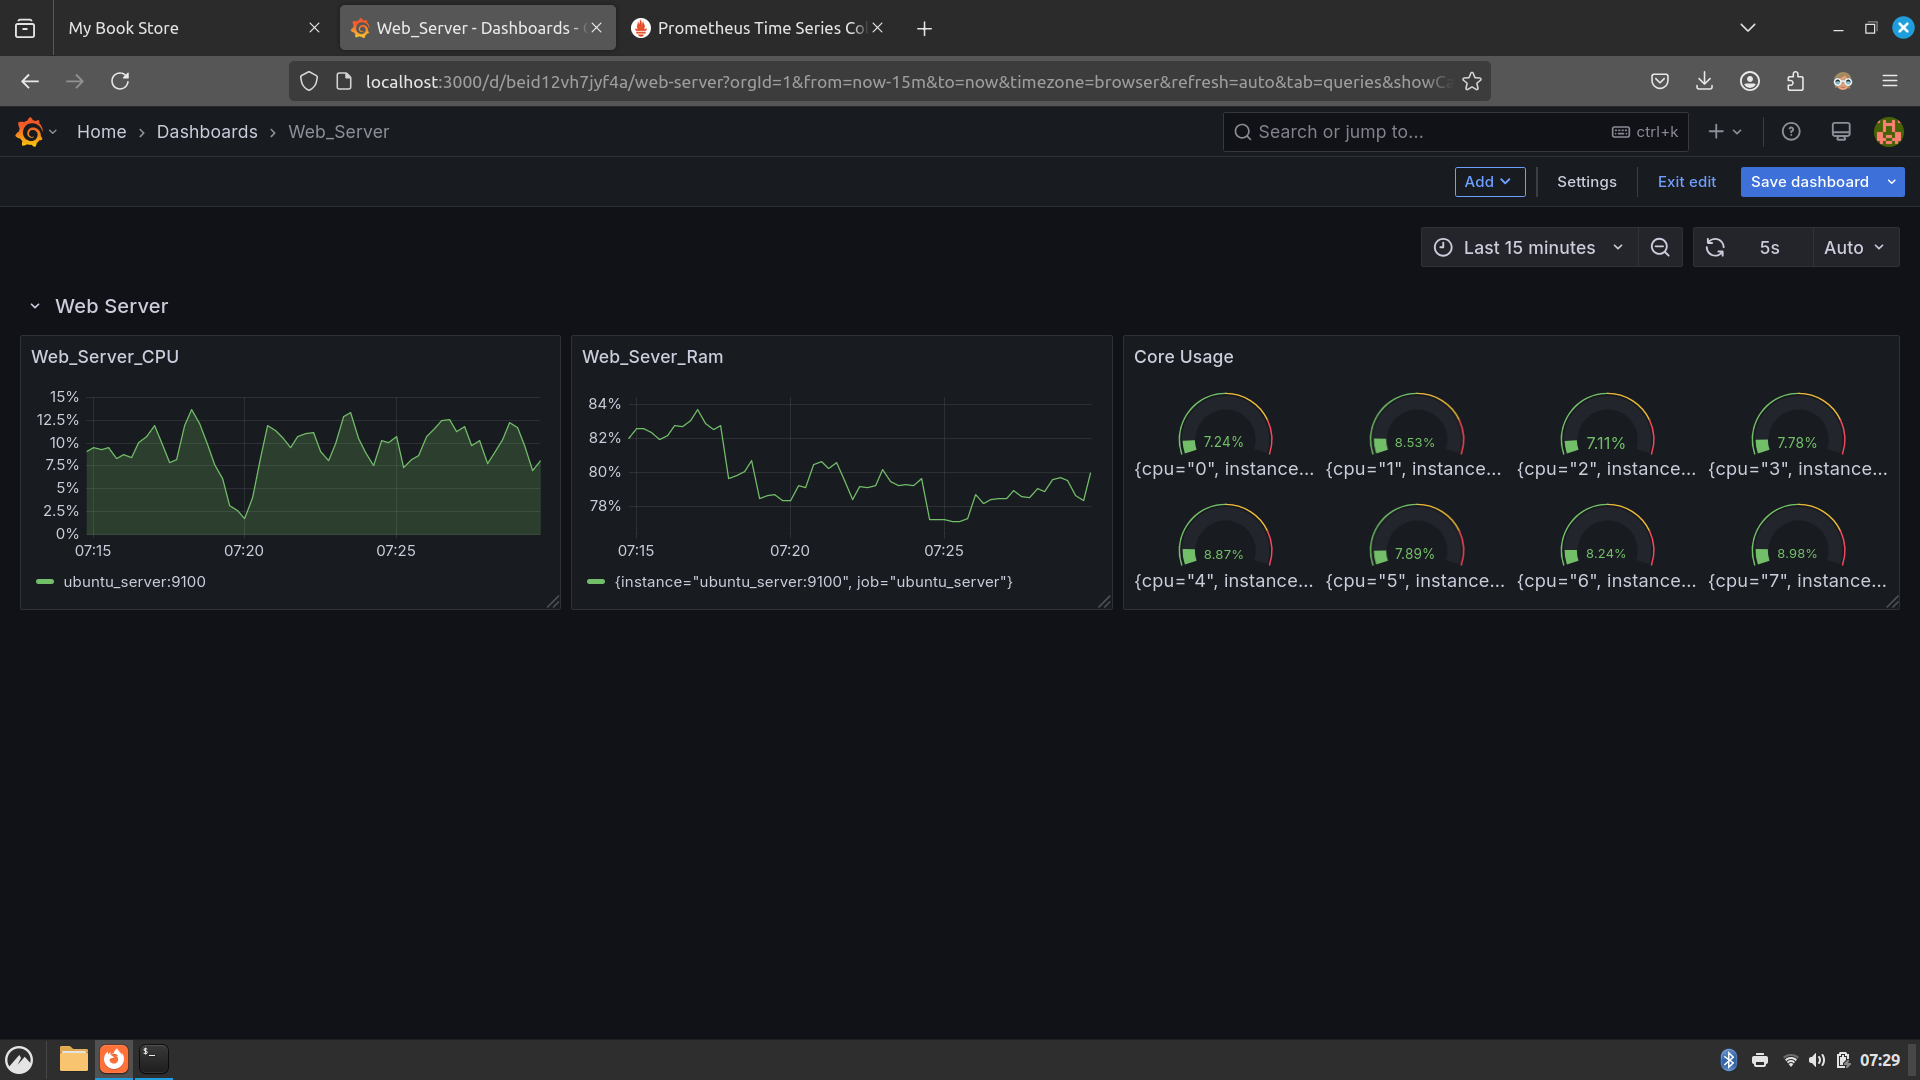 My Book Store
Web_Server - Dashboards -
Prometheus Time Series Co
localhost:3000/d/beid12vh7jyf4a/web-server?orgId=1&from=now-15m&to=now&timezone=browser&refresh=auto&tab=queries&showCa
Home › Dashboards › Web_Server
Search or jump to...
ctrl+k
Add
Settings
Exit edit
Save dashboard
Last 15 minutes
5s
Auto
Web Server
Web_Server_CPU
15%
12.5%
10%
7.5%
5%
2.5%
0%
07:15 07:20 07:25
ubuntu_server:9100
Web_Sever_Ram
84%
82%
80%
78%
07:15 07:20 07:25
{instance="ubuntu_server:9100", job="ubuntu_server"}
Core Usage
7.24% 8.53% 7.11% 7.78%
{cpu="0", instance... {cpu="1", instance... {cpu="2", instance... {cpu="3", instance...
8.87% 7.89% 8.24% 8.98%
{cpu="4", instance... {cpu="5", instance... {cpu="6", instance... {cpu="7", instance...
$_
07:29